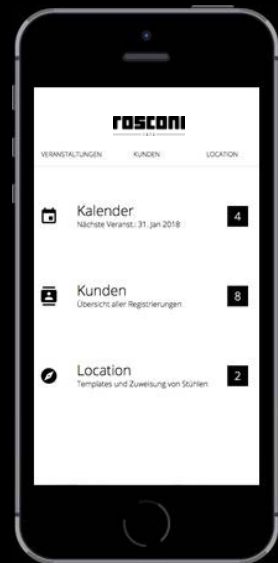 rosconi
VERANSTALTUNGEN KUNDEN LOCATION
Kalender 4
Nächste Veranst.: 31. Jan 2018
Kunden 8
Übersicht aller Registrierungen
Location 2
Templates und Zuweisung von Stühlen